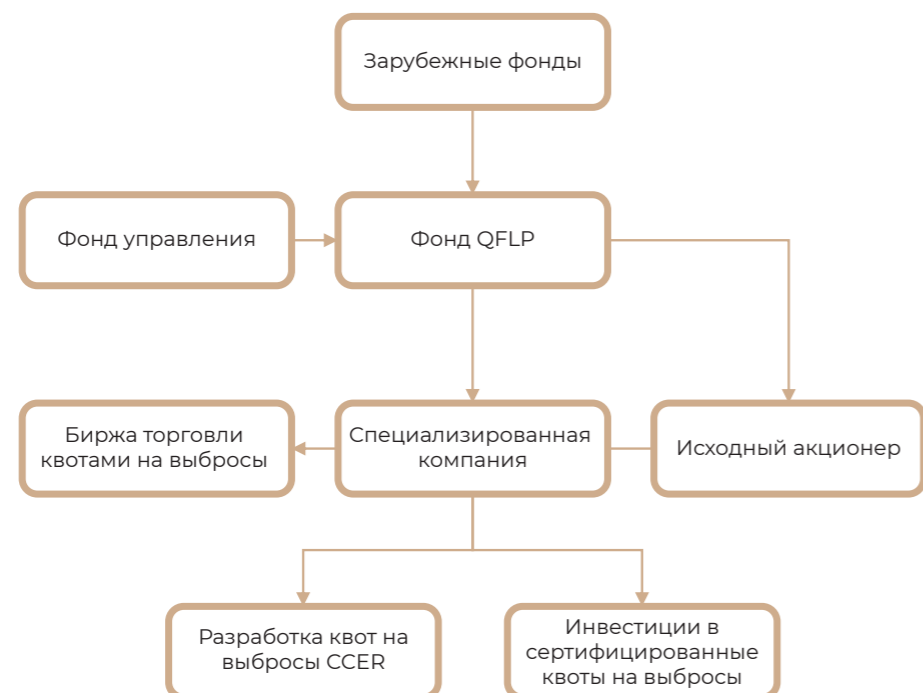 Зарубежные фонды
Фонд управления
Фонд QFLP
Биржа торговли
квотами на выбросы
Специализированная
компания
Исходный акционер
Разработка квот на
выбросы CCER
Инвестиции в
сертифицированные
квоты на выбросы